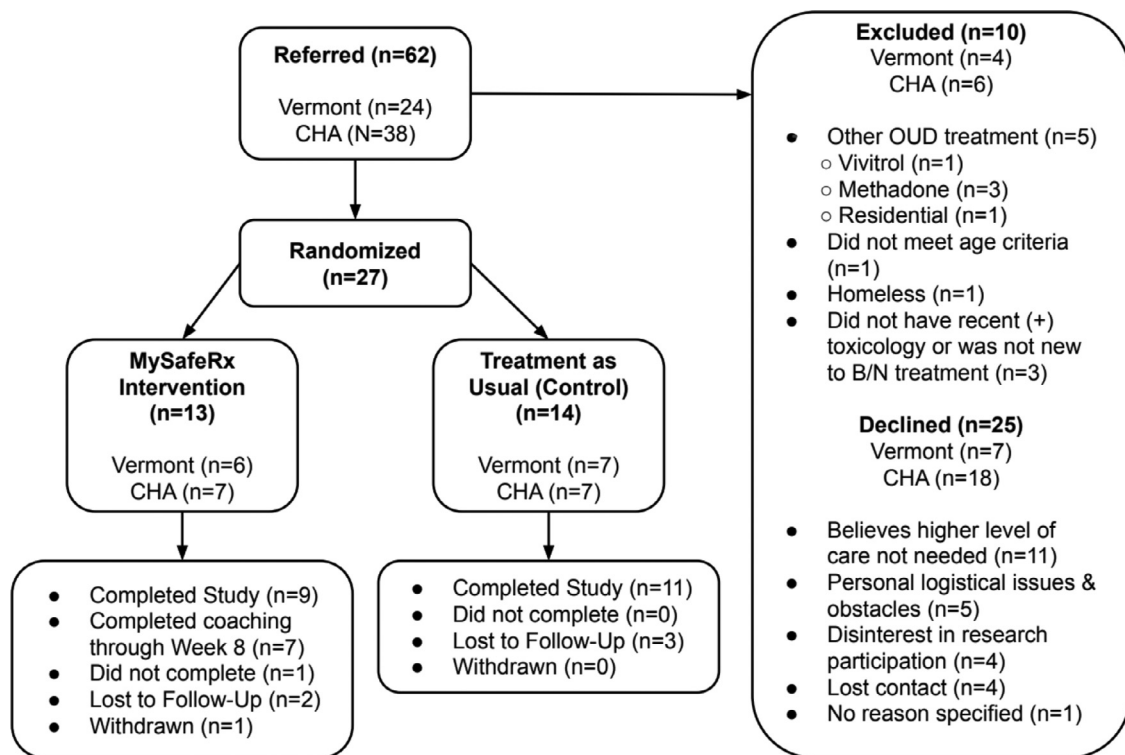 Referred (n=62)
Vermont (n=24)
CHA (N=38)
Excluded (n=10)
Vermont (n=4)
CHA (n=6)
● Other OUD treatment (n=5)
○ Vivitrol (n=1)
○ Methadone (n=3)
○ Residential (n=1)
● Did not meet age criteria
(n=1)
● Homeless (n=1)
● Did not have recent (+)
toxicology or was not new
to B/N treatment (n=3)
Declined (n=25)
Vermont (n=7)
CHA (n=18)
● Believes higher level of
care not needed (n=11)
● Personal logistical issues &
obstacles (n=5)
● Disinterest in research
participation (n=4)
● Lost contact (n=4)
● No reason specified (n=1)
Randomized
(n=27)
MySafeRx
Intervention
(n=13)
Vermont (n=6)
CHA (n=7)
Treatment as
Usual (Control)
(n=14)
Vermont (n=7)
CHA (n=7)
● Completed Study (n=9)
● Completed coaching
through Week 8 (n=7)
● Did not complete (n=1)
● Lost to Follow-Up (n=2)
● Withdrawn (n=1)
● Completed Study (n=11)
● Did not complete (n=0)
● Lost to Follow-Up (n=3)
● Withdrawn (n=0)